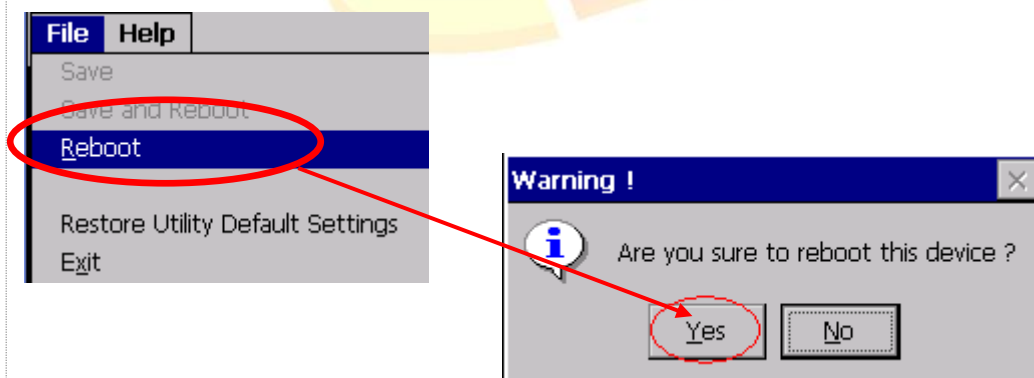 File Help
Save
Save and Reboot
Reboot
Restore Utility Default Settings
Exit
Warning !
Are you sure to reboot this device ?
Yes No